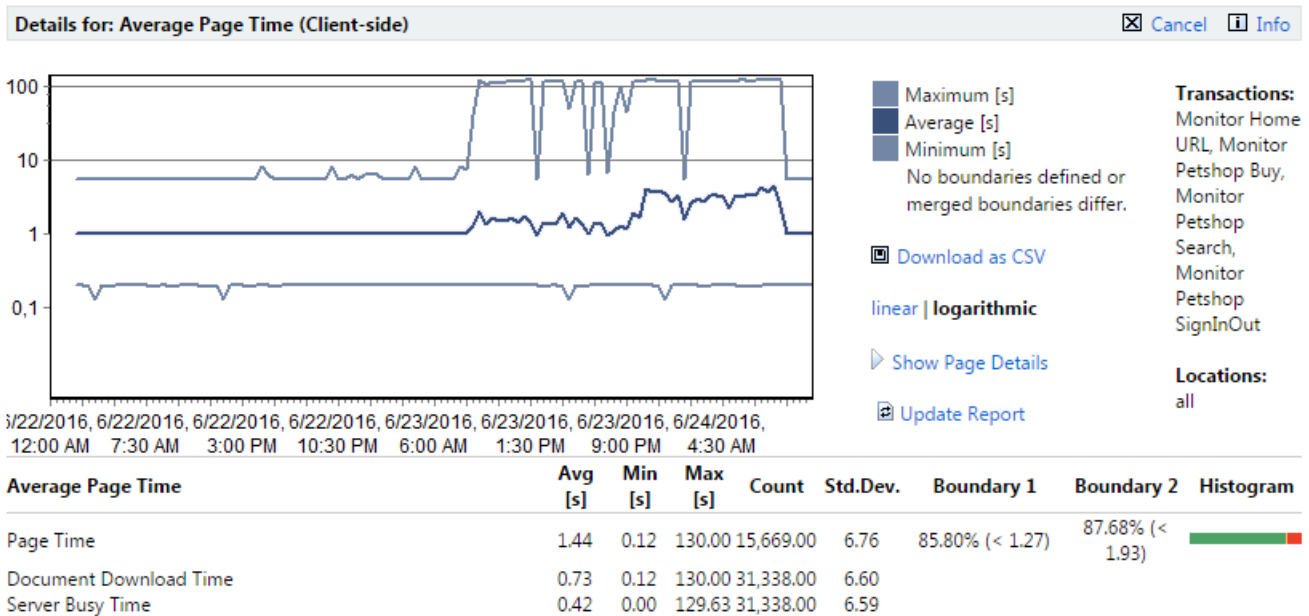 Details for: Average Page Time (Client-side)
Cancel
Info
100
10
1
0,1
6/22/2016, 6/22/2016, 6/22/2016, 6/22/2016, 6/23/2016, 6/23/2016, 6/23/2016, 6/24/2016,
12:00 AM 7:30 AM 3:00 PM 10:30 PM 6:00 AM 1:30 PM 9:00 PM 4:30 AM
Maximum [s]
Average [s]
Minimum [s]
No boundaries defined or
merged boundaries differ.
Download as CSV
linear | logarithmic
Show Page Details
Update Report
Transactions:
Monitor Home
URL, Monitor
Petshop Buy,
Monitor
Petshop
Search,
Monitor
Petshop
SignInOut
Locations:
all
Average Page Time Avg [s] Min [s] Max [s] Count Std.Dev. Boundary 1 Boundary 2 Histogram
Page Time 1.44 0.12 130.00 15,669.00 6.76 85.80% (< 1.27) 87.68% (< 1.93)
Document Download Time 0.73 0.12 130.00 31,338.00 6.60
Server Busy Time 0.42 0.00 129.63 31,338.00 6.59